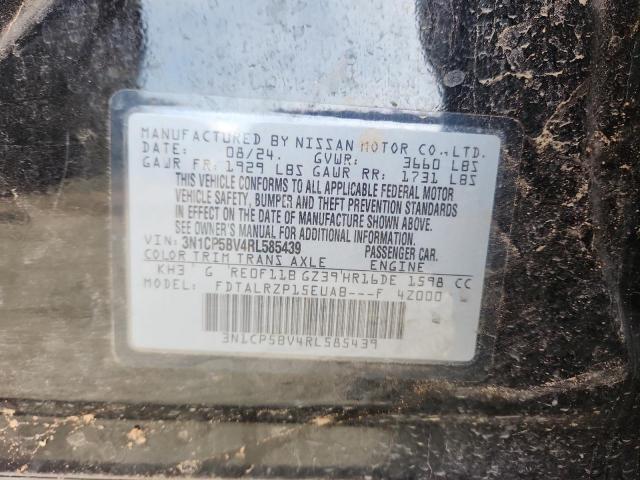 MANUFACTURED BY NISSAN MOTOR CO., LTD.
DATE: 08/24. GVWR: 3660 LBS
GAWR FR: 1929 LBS GAWR RR: 1731 LBS
THIS VEHICLE CONFORMS TO ALL APPLICABLE FEDERAL MOTOR
VEHICLE SAFETY, BUMPER AND THEFT PREVENTION STANDARDS
IN EFFECT ON THE DATE OF MANUFACTURE SHOWN ABOVE.
SEE OWNER'S MANUAL FOR ADDITIONAL INFORMATION.
VIN: 3N1CP5BV4RL585439 PASSENGER CAR.
COLOR TRIM TRANS AXLE ENGINE
KH3 G RE0F11B GZ39 HR16DE 1598 CC
MODEL: FDTALRZP15EUAB---F 4Z000
3N1CP5BV4RL585439